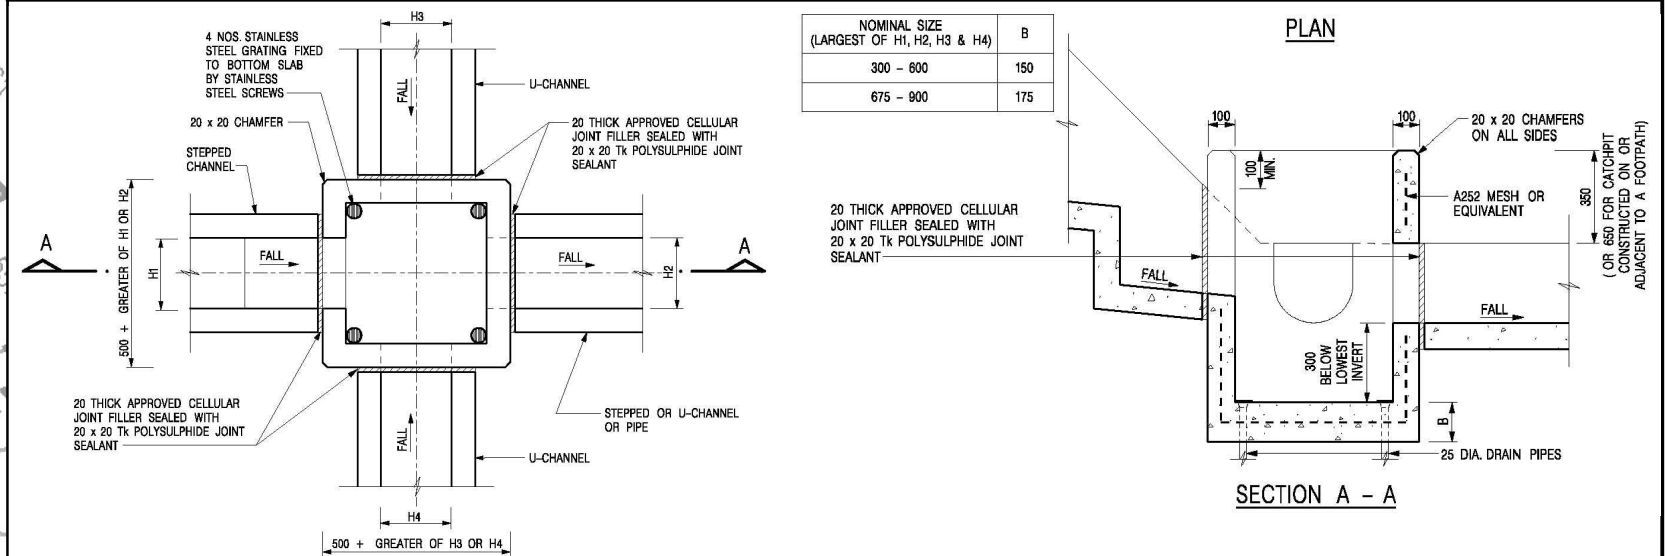 H3
4 NOS. STAINLESS
STEEL GRATING FIXED
TO BOTTOM SLAB
BY STAINLESS
STEEL SCREWS
FALL
U-CHANNEL
20 x 20 CHAMFER
20 THICK APPROVED CELLULAR
JOINT FILLER SEALED WITH
20 x 20 Tk POLYSULPHIDE JOINT
SEALANT
STEPPED
CHANNEL
500 + GREATER OF H1 OR H2
A
H1
FALL
FALL
H2
A
20 THICK APPROVED CELLULAR
JOINT FILLER SEALED WITH
20 x 20 Tk POLYSULPHIDE JOINT
SEALANT
FALL
STEPPED OR U-CHANNEL
OR PIPE
U-CHANNEL
H4
500 + GREATER OF H3 OR H4
NOMINAL SIZE
(LARGEST OF H1, H2, H3 & H4)
B
300 - 600
150
675 - 900
175
PLAN
100
100
20 x 20 CHAMFERS
ON ALL SIDES
100
MIN.
A252 MESH OR
EQUIVALENT
350
( OR 650 FOR CATCHPIT
CONSTRUCTED ON OR
ADJACENT TO A FOOTPATH)
20 THICK APPROVED CELLULAR
JOINT FILLER SEALED WITH
20 x 20 Tk POLYSULPHIDE JOINT
SEALANT
FALL
FALL
300
BELOW
LOWEST
INVERT
B
25 DIA. DRAIN PIPES
SECTION A - A